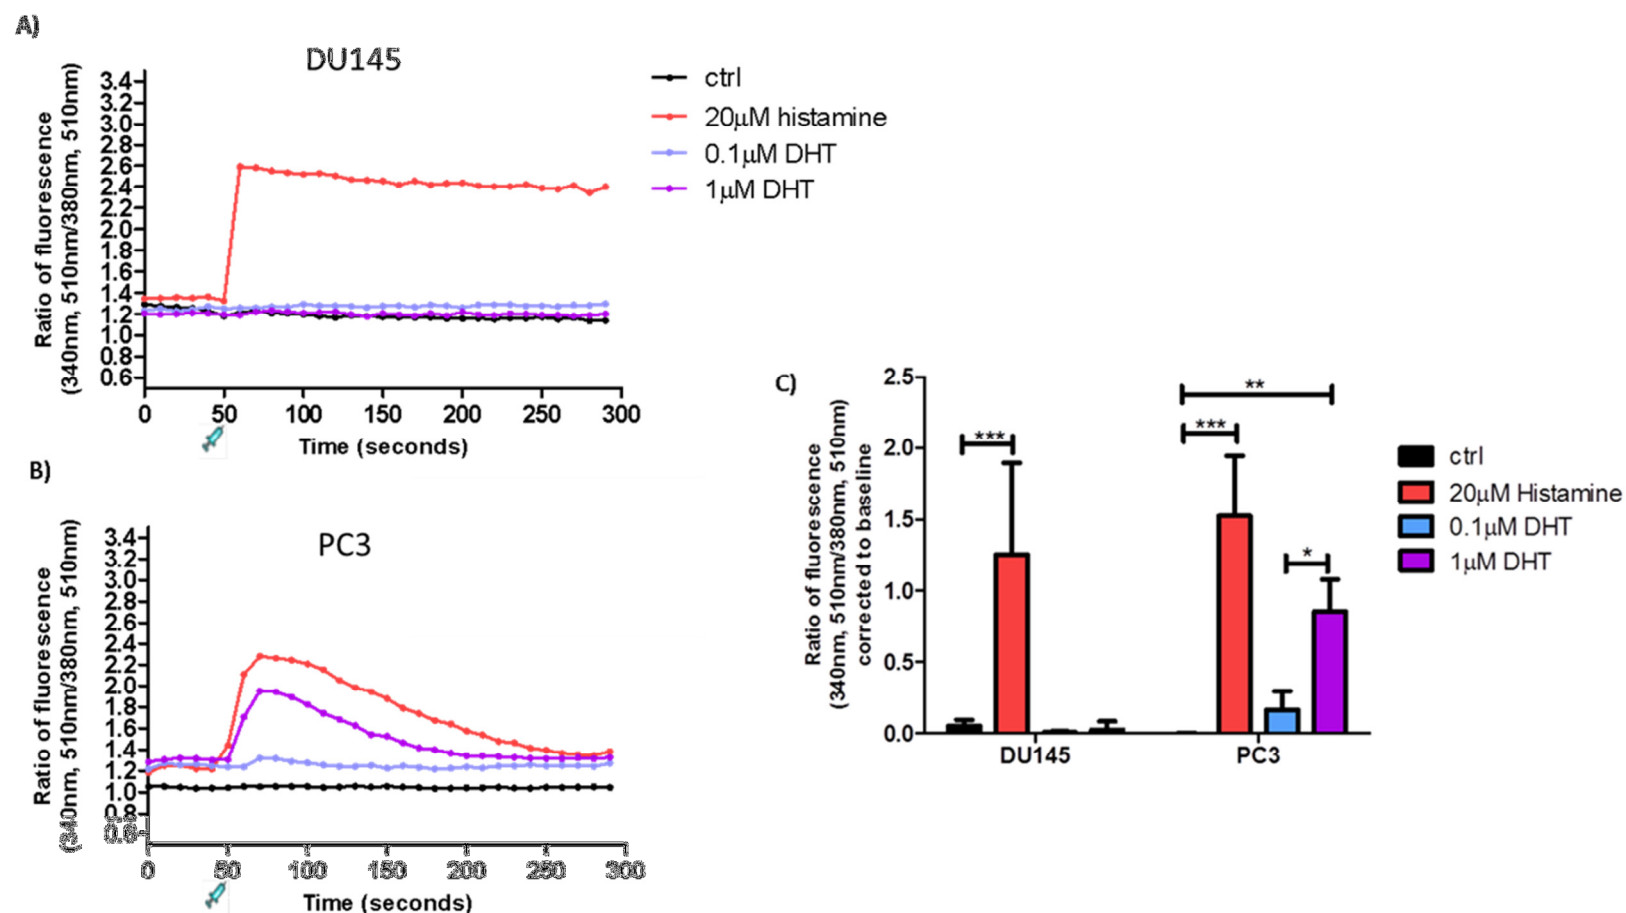 A)
DU145
Ratio of fluorescence
(340nm, 510nm/380nm, 510nm)
3.4
3.2
3.0
2.8
2.6
2.4
2.2
2.0
1.8
1.6
1.4
1.2
1.0
0.8
0.6
0 50 100 150 200 250 300
Time (seconds)
ctrl
20μM histamine
0.1μM DHT
1μM DHT
B)
PC3
Ratio of fluorescence
(340nm, 510nm/380nm, 510nm)
3.4
3.2
3.0
2.8
2.6
2.4
2.2
2.0
1.8
1.6
1.4
1.2
1.0
0.8
0.6
0 50 100 150 200 250 300
Time (seconds)
C)
Ratio of fluorescence
(340nm, 510nm/380nm, 510nm)
corrected to baseline
2.5
2.0
1.5
1.0
0.5
0.0
***
**
***
*
DU145 PC3
ctrl
20μM Histamine
0.1μM DHT
1μM DHT